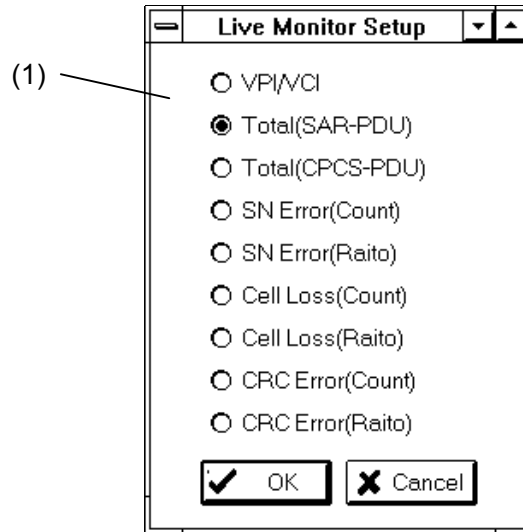 Live Monitor Setup
(1)
VPI/VCI
Total(SAR-PDU)
Total(CPCS-PDU)
SN Error(Count)
SN Error(Raito)
Cell Loss(Count)
Cell Loss(Raito)
CRC Error(Count)
CRC Error(Raito)
OK Cancel